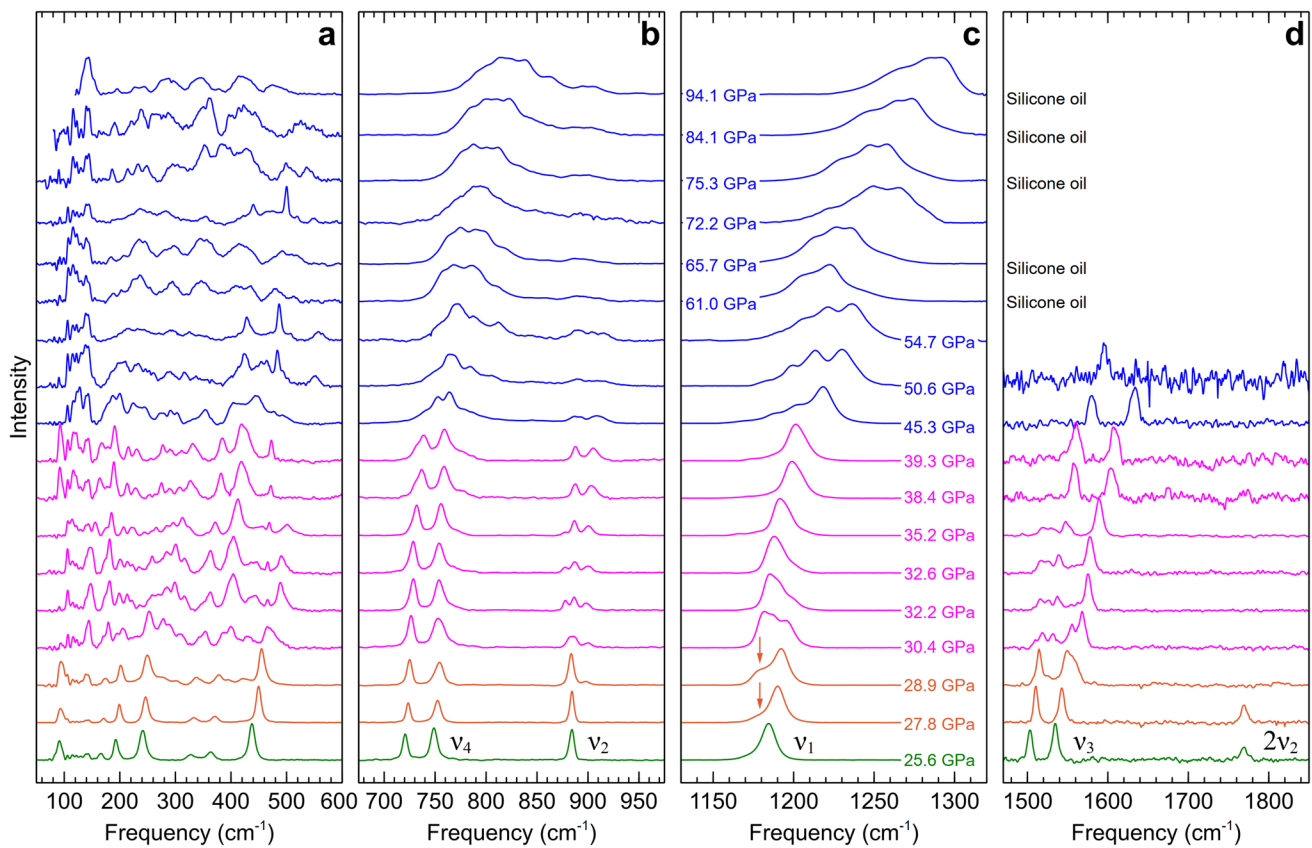 a
b
c
d
Intensity
94.1 GPa
84.1 GPa
75.3 GPa
72.2 GPa
65.7 GPa
61.0 GPa
54.7 GPa
50.6 GPa
45.3 GPa
39.3 GPa
38.4 GPa
35.2 GPa
32.6 GPa
32.2 GPa
30.4 GPa
28.9 GPa
27.8 GPa
25.6 GPa
Silicone oil
Silicone oil
Silicone oil
Silicone oil
Silicone oil
ν4
ν2
ν1
ν3
2ν2
100 200 300 400 500 600
700 750 800 850 900 950
1150 1200 1250 1300
1500 1600 1700 1800
Frequency (cm-1)
Frequency (cm-1)
Frequency (cm-1)
Frequency (cm-1)